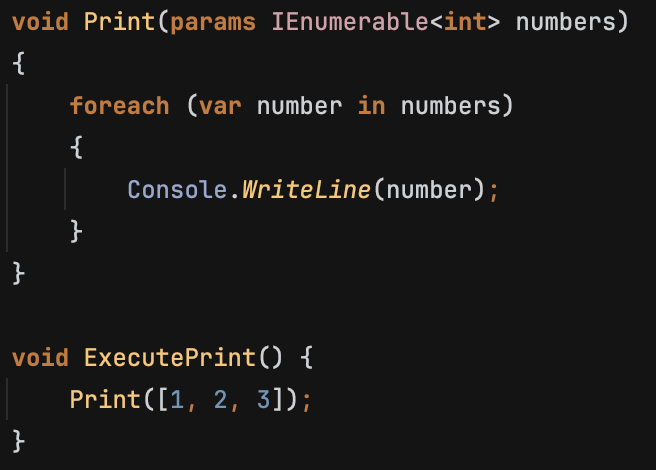 void Print(params IEnumerable<int> numbers)
{
    foreach (var number in numbers)
    {
        Console.WriteLine(number);
    }
}

void ExecutePrint() {
    Print([1, 2, 3]);
}